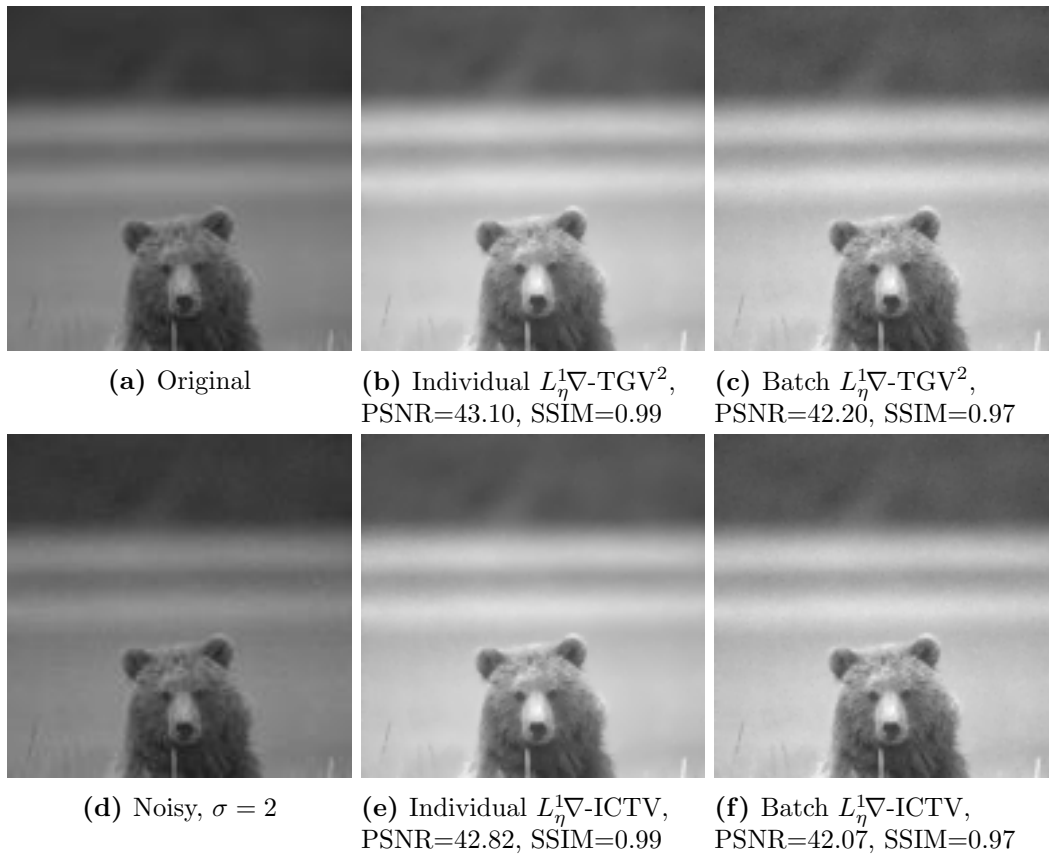 (a) Original
(b) Individual $L^1_\eta\nabla$-TGV$^2$,
PSNR=43.10, SSIM=0.99
(c) Batch $L^1_\eta\nabla$-TGV$^2$,
PSNR=42.20, SSIM=0.97
(d) Noisy, $\sigma = 2$
(e) Individual $L^1_\eta\nabla$-ICTV,
PSNR=42.82, SSIM=0.99
(f) Batch $L^1_\eta\nabla$-ICTV,
PSNR=42.07, SSIM=0.97